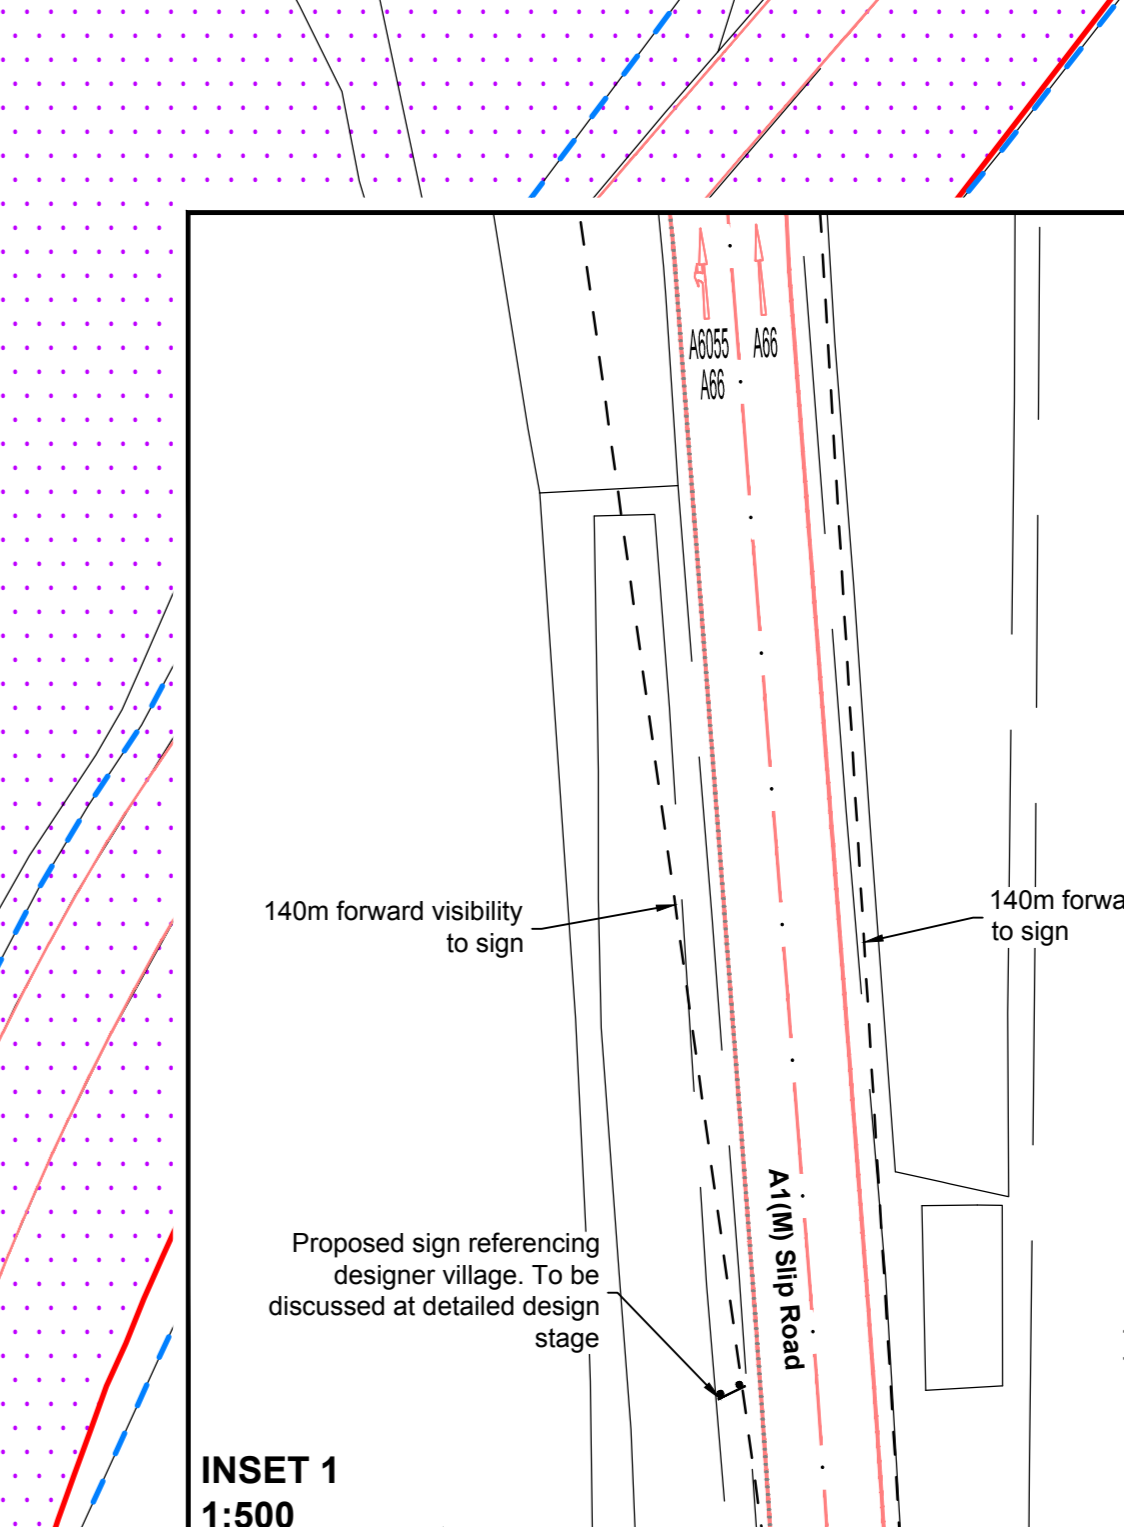 A6055 A66
A66
140m forward visibility
to sign
140m forwa
to sign
A1(M) Slip Road
Proposed sign referencing
designer village. To be
discussed at detailed design
stage
INSET 1
1:500